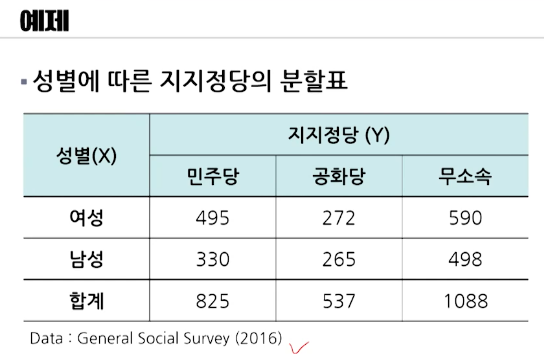 예제
성별에 따른 지지정당의 분할표
성별(X) 지지정당 (Y)
민주당 공화당 무소속
여성 495 272 590
남성 330 265 498
합계 825 537 1088
Data : General Social Survey (2016)